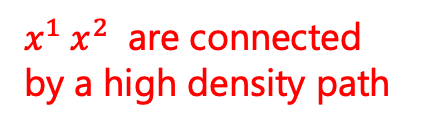 x¹ x² are connected
by a high density path